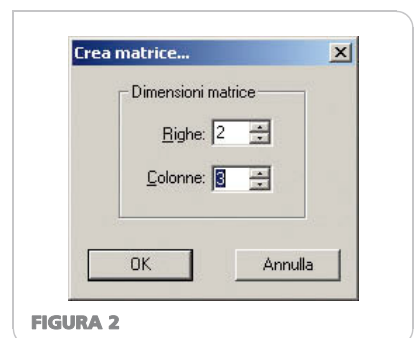 Crea matrice...
Dimensioni matrice
Righe: 2
Colonne: 3
OK Annulla
FIGURA 2